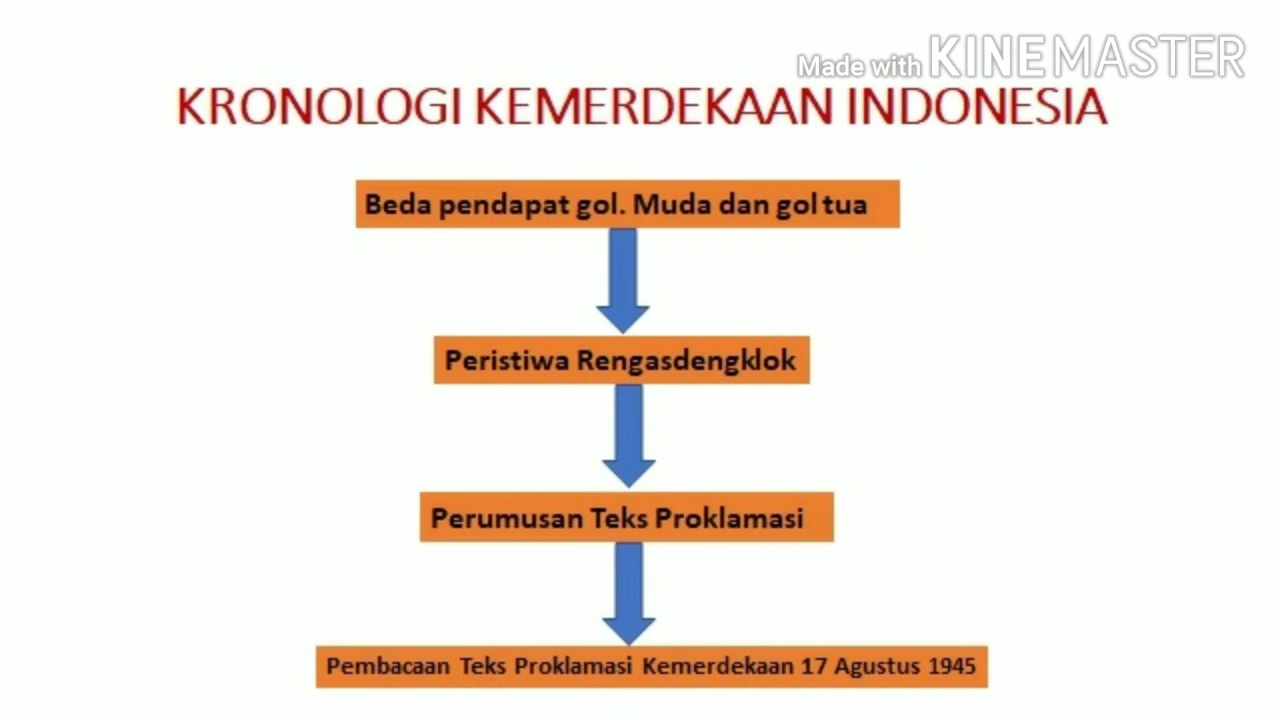 Made with KINEMASTER
KRONOLOGI KEMERDEKAAN INDONESIA
Beda pendapat gol. Muda dan gol tua
Peristiwa Rengasdengklok
Perumusan Teks Proklamasi
Pembacaan Teks Proklamasi Kemerdekaan 17 Agustus 1945